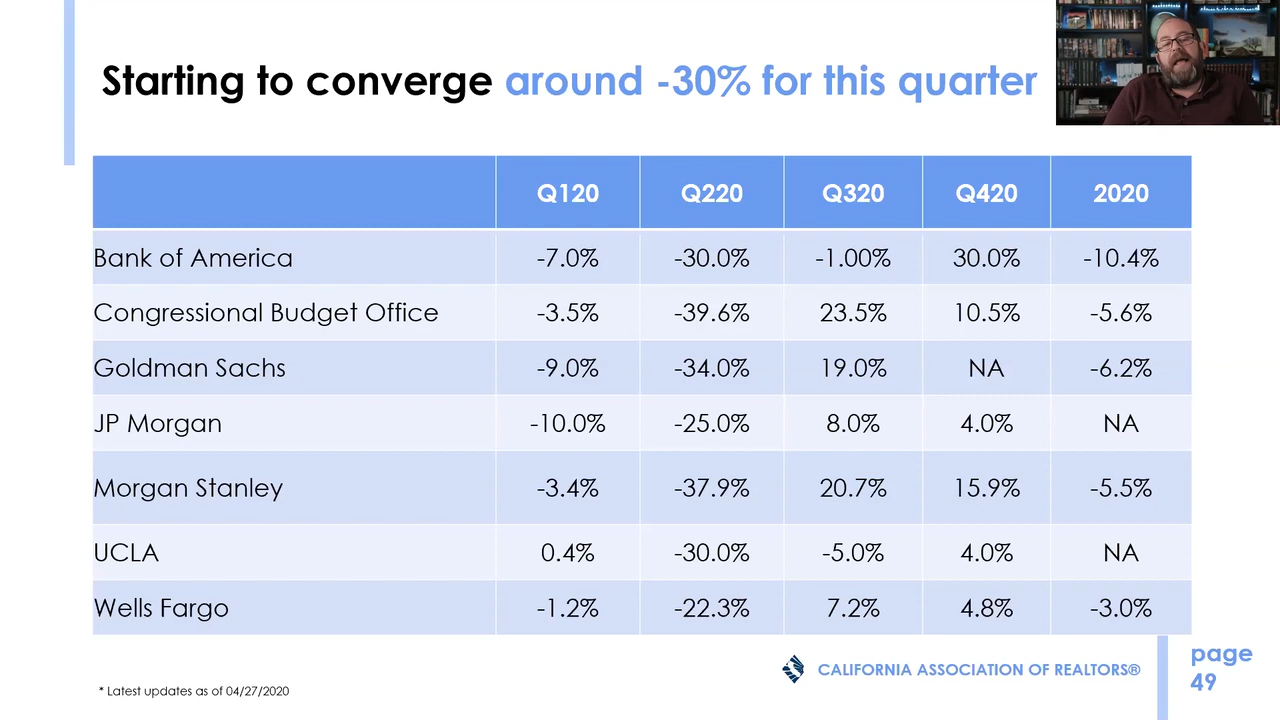 Starting to converge around -30% for this quarter
Q120 Q220 Q320 Q420 2020
Bank of America -7.0% -30.0% -1.00% 30.0% -10.4%
Congressional Budget Office -3.5% -39.6% 23.5% 10.5% -5.6%
Goldman Sachs -9.0% -34.0% 19.0% NA -6.2%
JP Morgan -10.0% -25.0% 8.0% 4.0% NA
Morgan Stanley -3.4% -37.9% 20.7% 15.9% -5.5%
UCLA 0.4% -30.0% -5.0% 4.0% NA
Wells Fargo -1.2% -22.3% 7.2% 4.8% -3.0%
CALIFORNIA ASSOCIATION OF REALTORS®
page
49
* Latest updates as of 04/27/2020